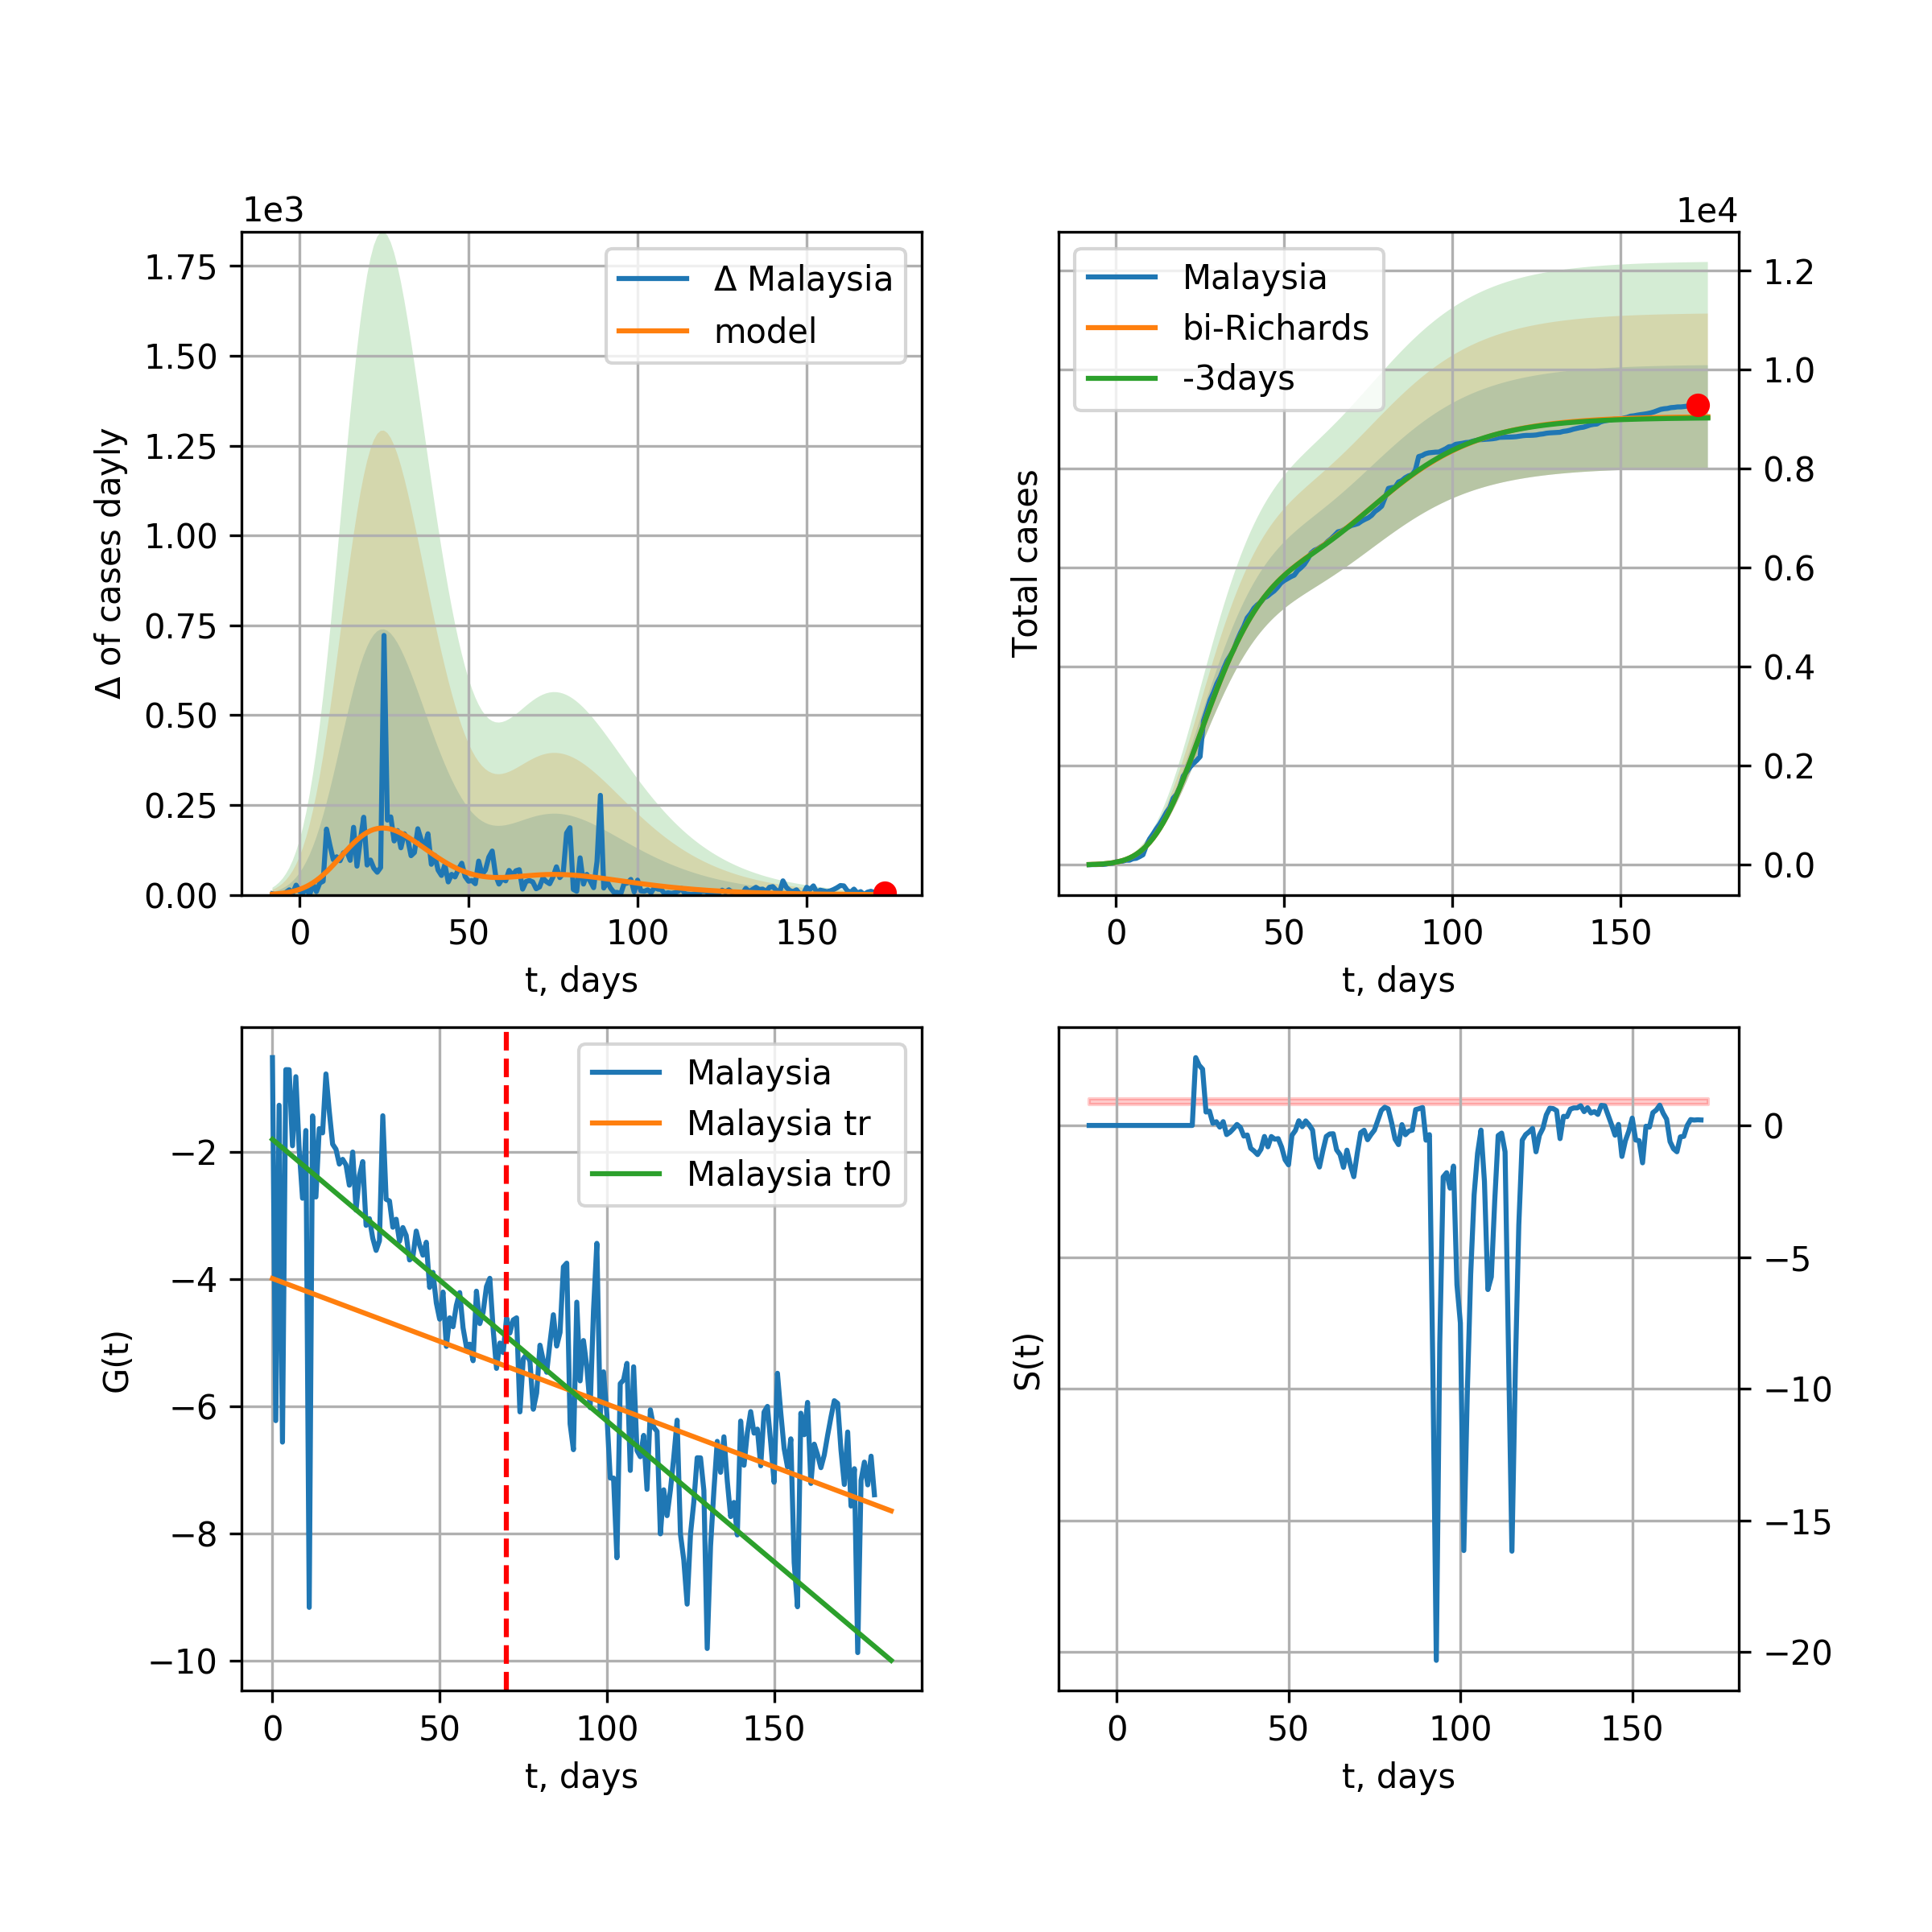 1e3
Δ of cases dayly
1.75
1.50
1.25
1.00
0.75
0.50
0.25
0.00
Δ Malaysia
model
0 50 100 150
t, days
1e4
Total cases
Malaysia
bi-Richards
-3days
1.2
1.0
0.8
0.6
0.4
0.2
0.0
0 50 100 150
t, days
G(t)
−2
−4
−6
−8
−10
Malaysia
Malaysia tr
Malaysia tr0
0 50 100 150
t, days
S(t)
0
−5
−10
−15
−20
0 50 100 150
t, days